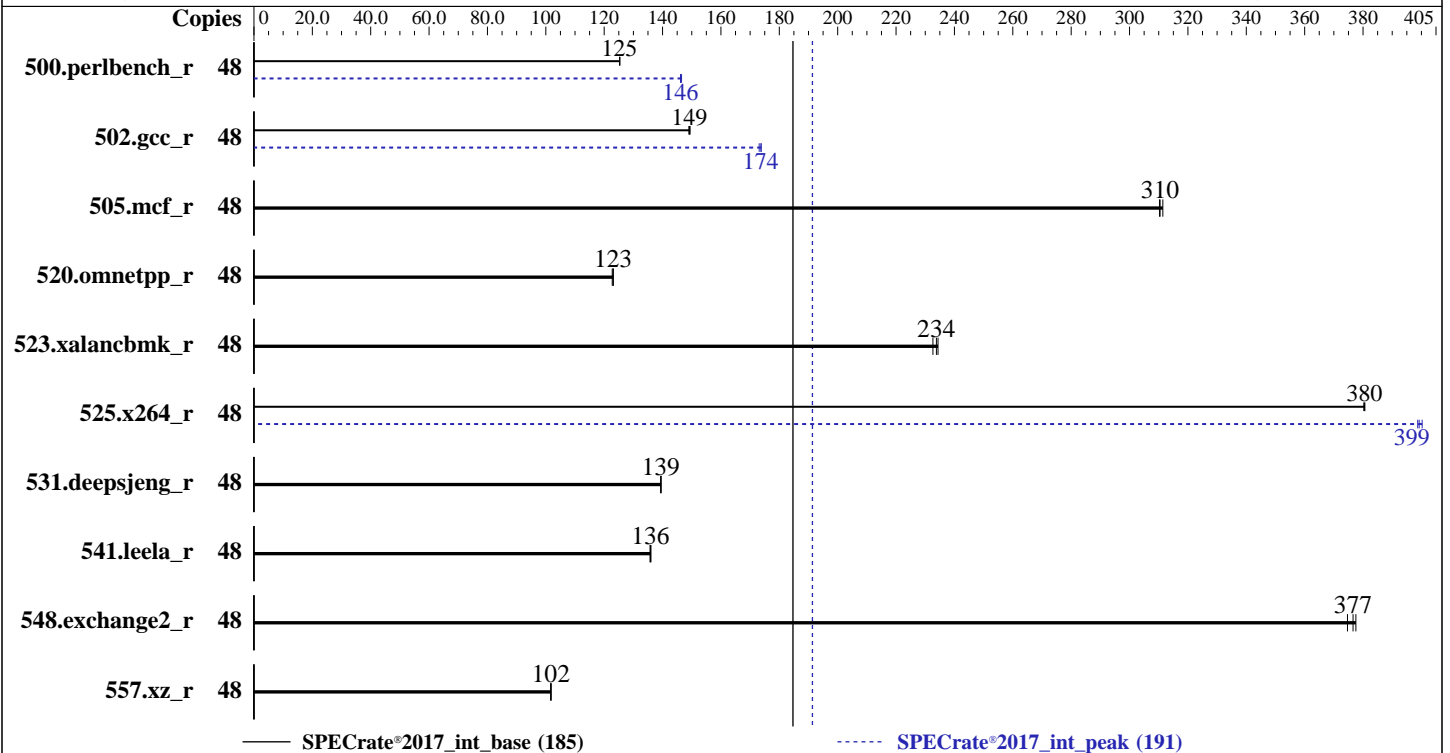 Copies 0 20.0 40.0 60.0 80.0 100 120 140 160 180 200 220 240 260 280 300 320 340 360 380 405
500.perlbench_r 48 125
146
502.gcc_r 48 149
174
505.mcf_r 48 310
520.omnetpp_r 48 123
523.xalancbmk_r 48 234
525.x264_r 48 380
399
531.deepsjeng_r 48 139
541.leela_r 48 136
548.exchange2_r 48 377
557.xz_r 48 102
SPECrate®2017_int_base (185) SPECrate®2017_int_peak (191)